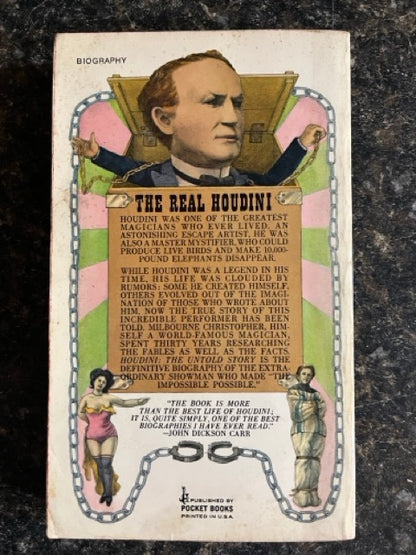 BIOGRAPHY
THE REAL HOUDINI
HOUDINI WAS ONE OF THE GREATEST
MAGICIANS WHO EVER LIVED. AN
ASTONISHING ESCAPE ARTIST, HE WAS
ALSO A MASTER MYSTIFIER, WHO COULD
PRODUCE LIVE BIRDS AND MAKE 10,000-
POUND ELEPHANTS DISAPPEAR.
WHILE HOUDINI WAS A LEGEND IN HIS
TIME, HIS LIFE WAS CLOUDED BY
RUMORS: SOME HE CREATED HIMSELF,
OTHERS EVOLVED OUT OF THE IMAGI-
NATION OF THOSE WHO WROTE ABOUT
HIM. NOW THE TRUE STORY OF THIS
INCREDIBLE PERFORMER HAS BEEN
TOLD. MILBOURNE CHRISTOPHER, HIM-
SELF A WORLD-FAMOUS MAGICIAN,
SPENT THIRTY YEARS RESEARCHING
THE FABLES AS WELL AS THE FACTS.
HOUDINI: THE UNTOLD STORY IS THE
DEFINITIVE BIOGRAPHY OF THE EXTRA-
ORDINARY SHOWMAN WHO MADE "THE
IMPOSSIBLE POSSIBLE."
"THE BOOK IS MORE
THAN THE BEST LIFE OF HOUDINI;
IT IS, QUITE SIMPLY, ONE OF THE BEST
BIOGRAPHIES I HAVE EVER READ."
—JOHN DICKSON CARR
PUBLISHED BY
POCKET BOOKS
PRINTED IN U.S.A.